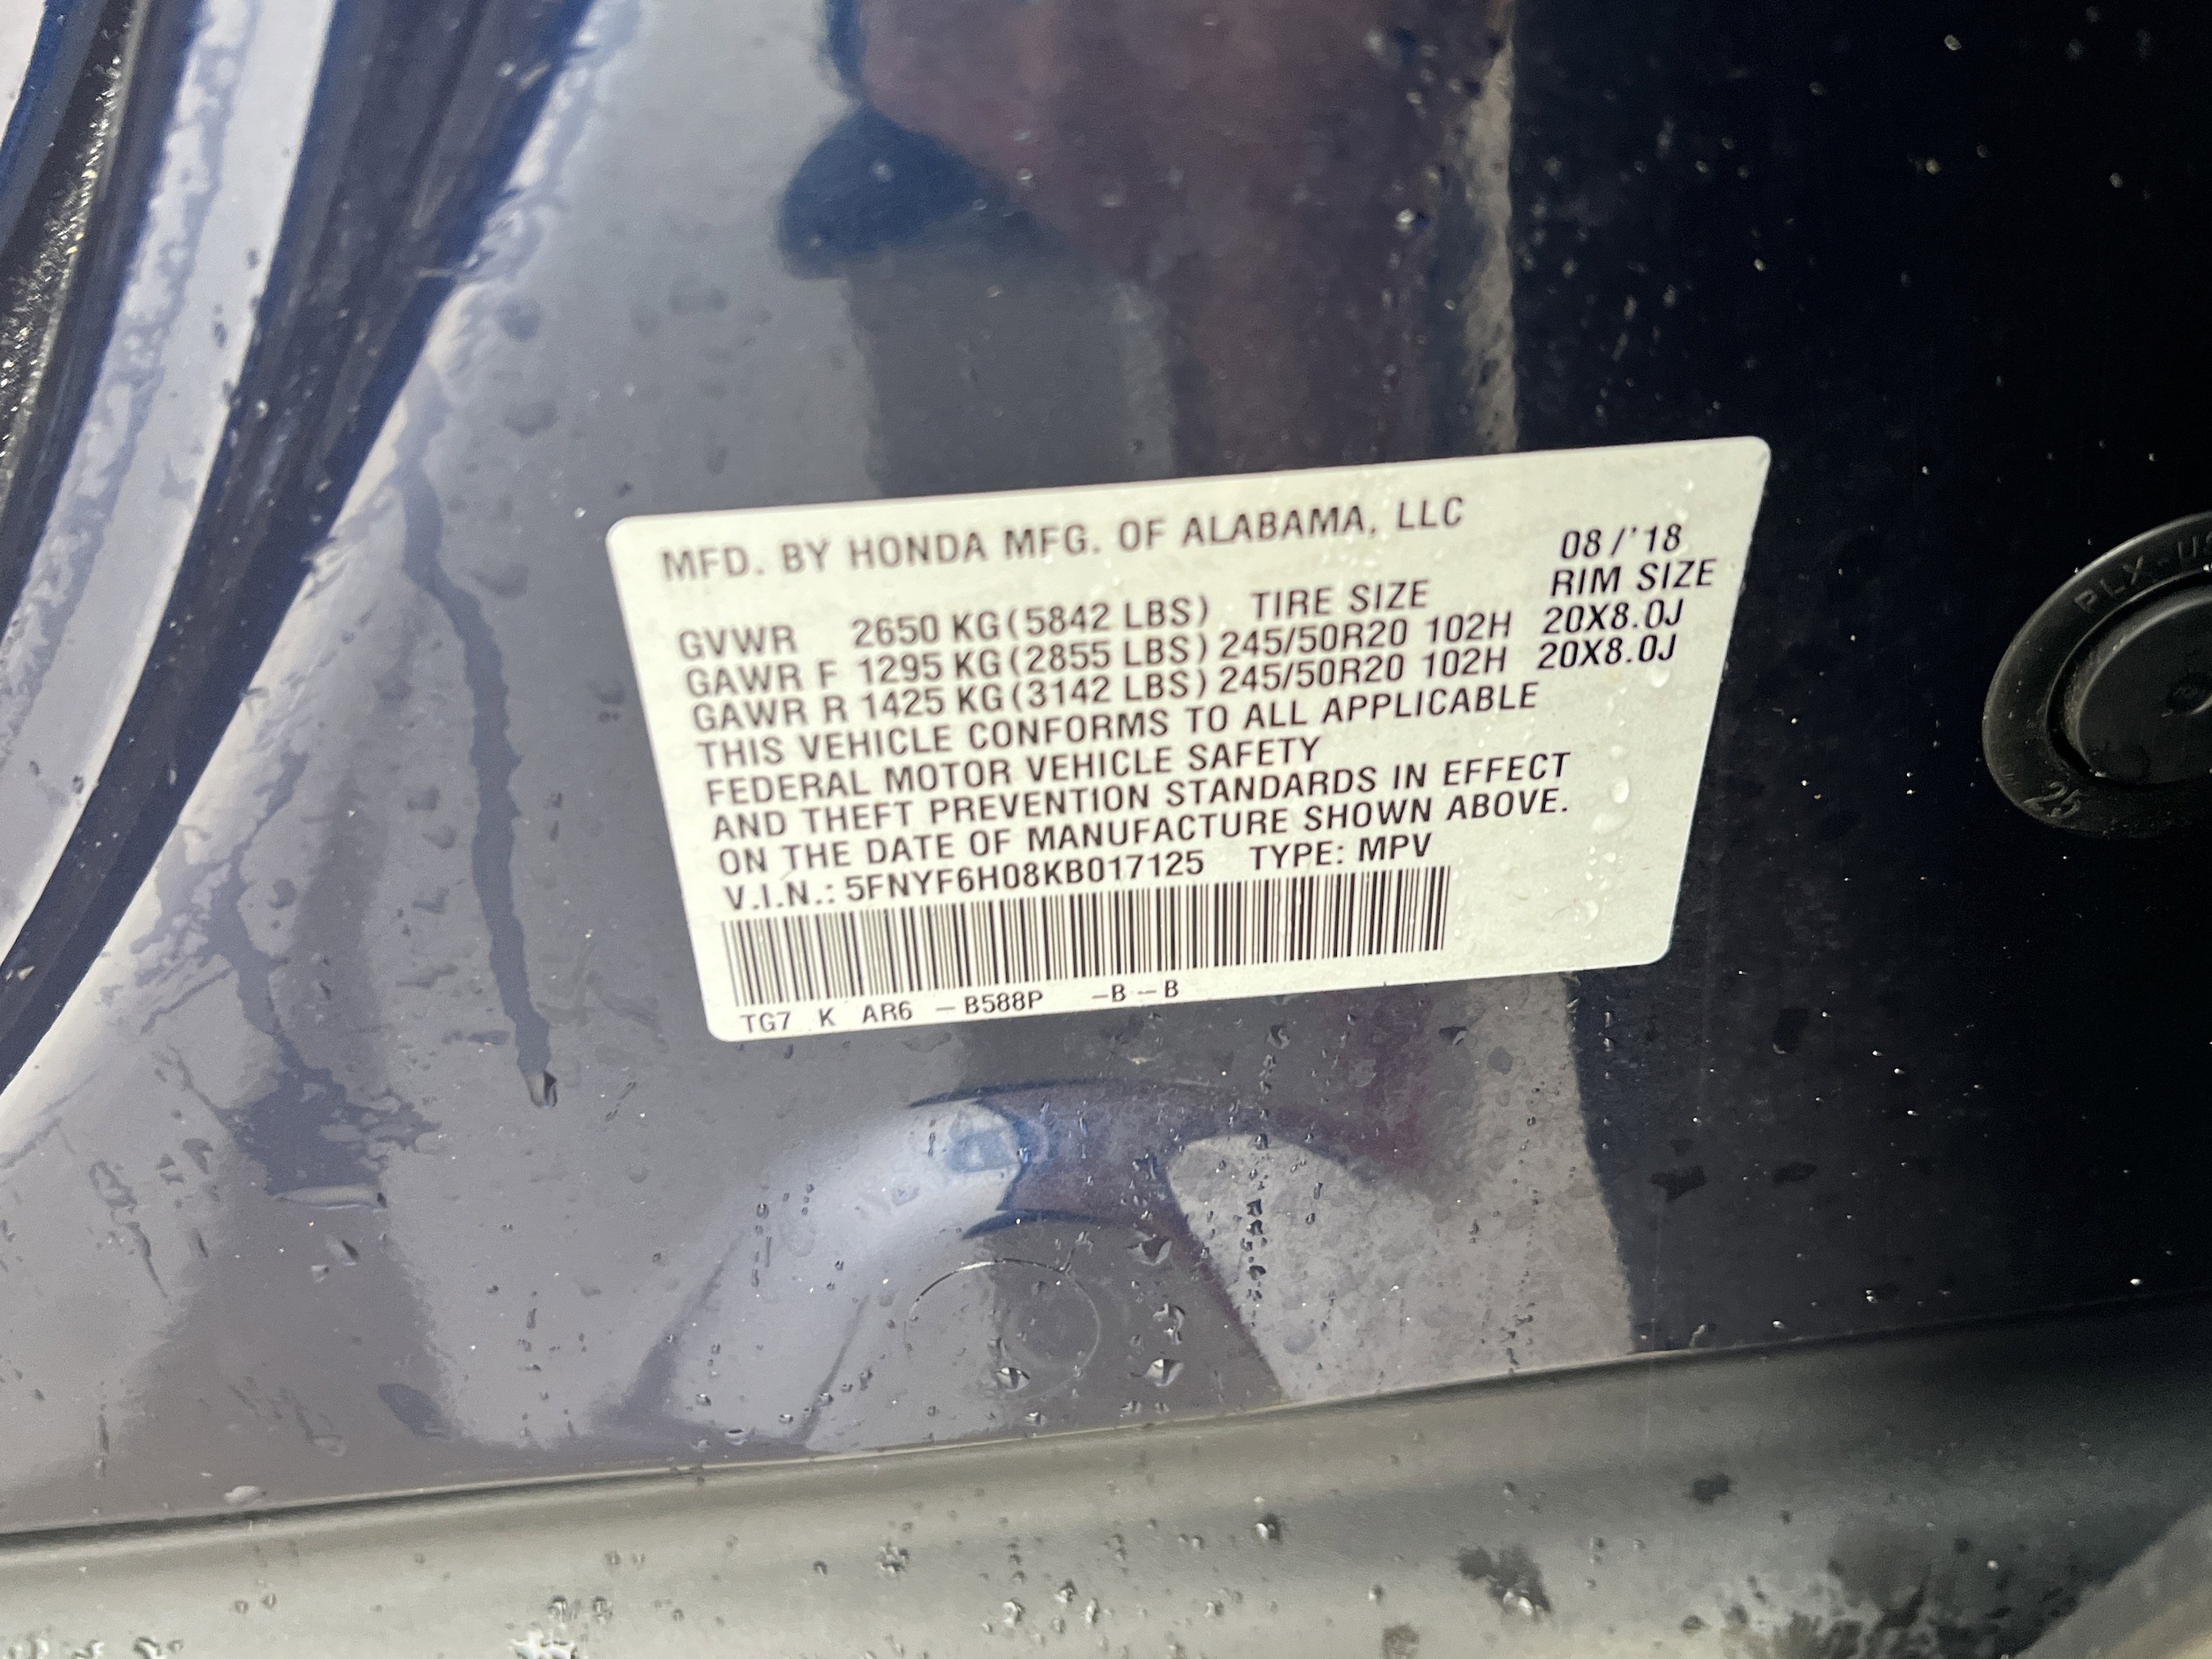 MFD. BY HONDA MFG. OF ALABAMA, LLC
08/'18
GVWR 2650 KG(5842 LBS) TIRE SIZE RIM SIZE
GAWR F 1295 KG(2855 LBS) 245/50R20 102H 20X8.0J
GAWR R 1425 KG(3142 LBS) 245/50R20 102H 20X8.0J
THIS VEHICLE CONFORMS TO ALL APPLICABLE
FEDERAL MOTOR VEHICLE SAFETY
AND THEFT PREVENTION STANDARDS IN EFFECT
ON THE DATE OF MANUFACTURE SHOWN ABOVE.
V.I.N.: 5FNYF6H08KB017125 TYPE: MPV
TG7 K AR6 -B588P -B--B
25